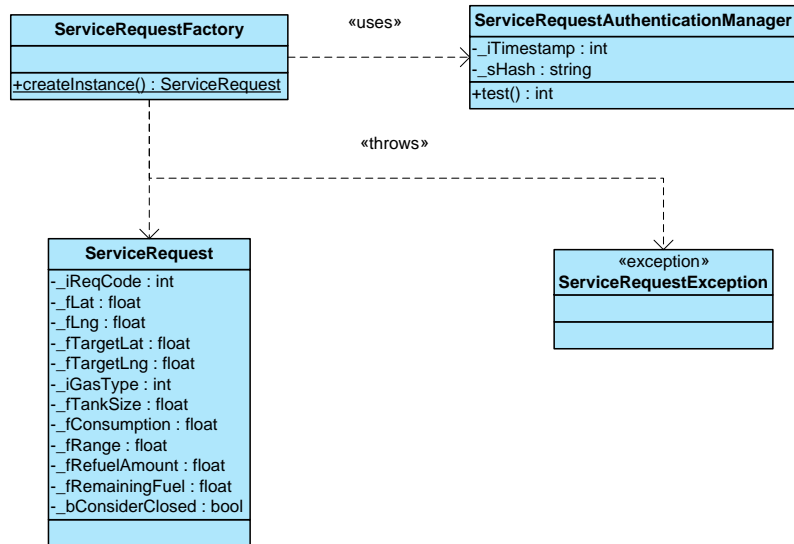 ServiceRequestFactory
+createInstance() : ServiceRequest
«uses»
ServiceRequestAuthenticationManager
-_iTimestamp : int
-_sHash : string
+test() : int
«throws»
ServiceRequest
-_iReqCode : int
-_fLat : float
-_fLng : float
-_fTargetLat : float
-_fTargetLng : float
-_iGasType : int
-_fTankSize : float
-_fConsumption : float
-_fRange : float
-_fRefuelAmount : float
-_fRemainingFuel : float
-_bConsiderClosed : bool
«exception»
ServiceRequestException